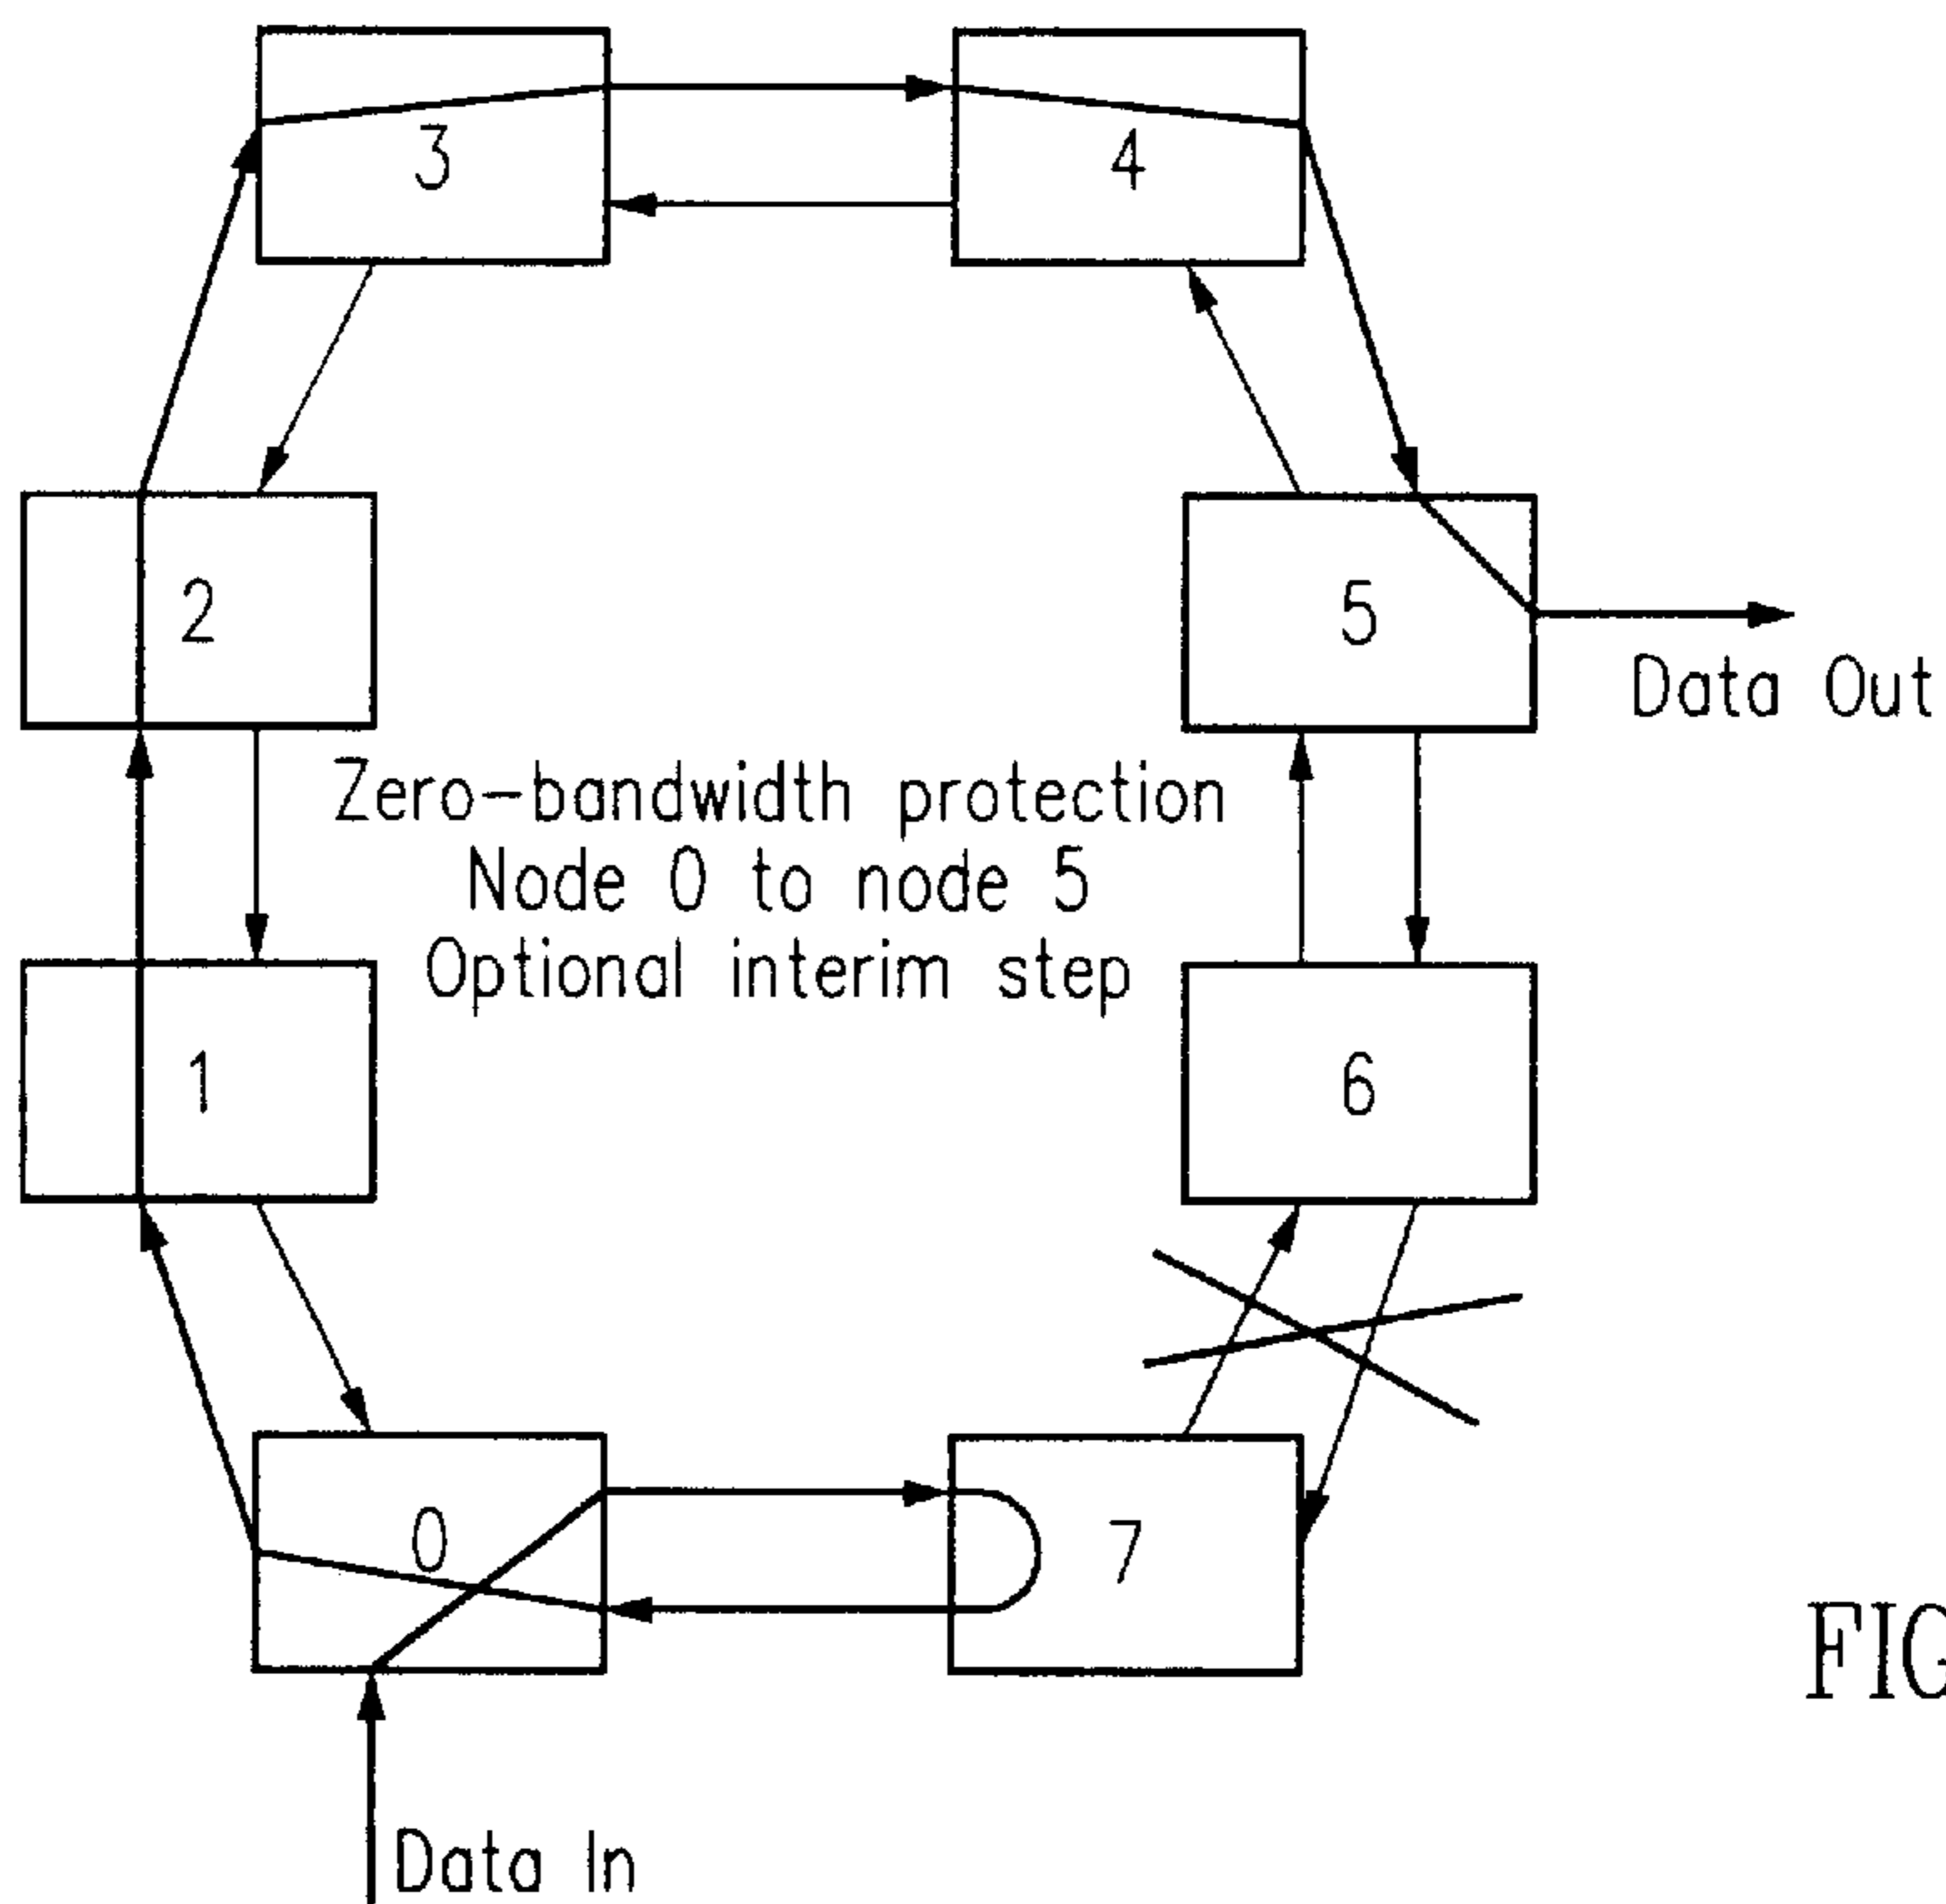 3
4
2
5
Data Out
Zero-bandwidth protection
Node 0 to node 5
Optional interim step
1
6
0
7
FIG
Data In